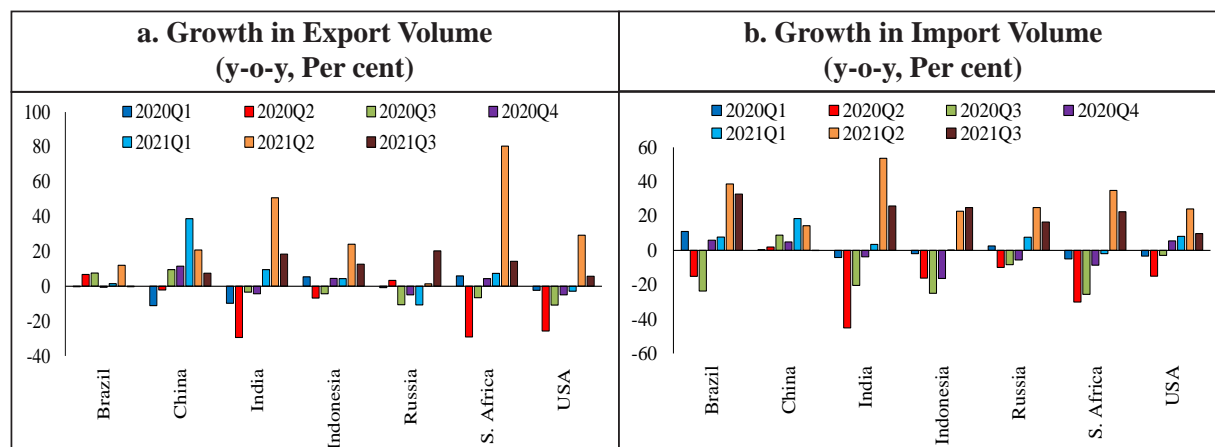 a. Growth in Export Volume
(y-o-y, Per cent)
2020Q1 2020Q2 2020Q3 2020Q4
2021Q1 2021Q2 2021Q3
100
80
60
40
20
0
-20
-40
Brazil
China
India
Indonesia
Russia
S. Africa
USA
b. Growth in Import Volume
(y-o-y, Per cent)
2020Q1 2020Q2 2020Q3 2020Q4
2021Q1 2021Q2 2021Q3
60
40
20
0
-20
-40
-60
Brazil
China
India
Indonesia
Russia
S. Africa
USA